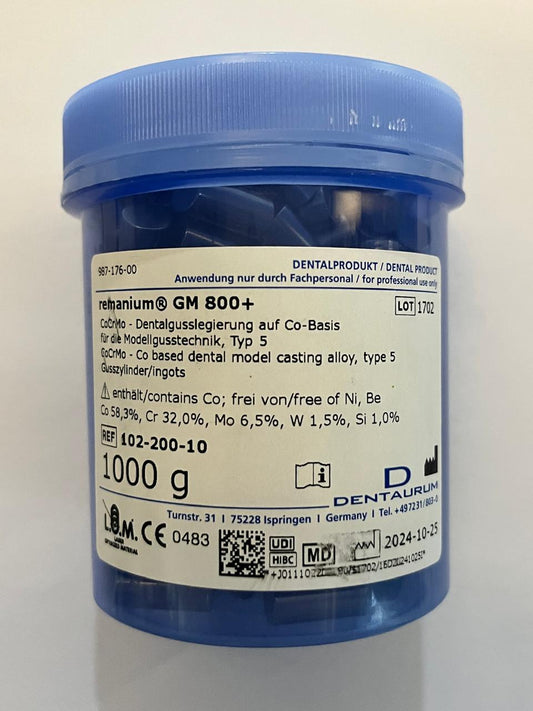 987-176-00
DENTALPRODUKT / DENTAL PRODUCT
Anwendung nur durch Fachpersonal / for professional use only
remanium® GM 800+
LOT 1702
CoCrMo - Dentalgusslegierung auf Co-Basis
für die Modellgusstechnik, Typ 5
CoCrMo - Co based dental model casting alloy, type 5
Gusszylinder/ingots
enthält/contains Co; frei von/free of Ni, Be
Co 58,3%, Cr 32,0%, Mo 6,5%, W 1,5%, Si 1,0%
REF 102-200-10
1000 g
D
DENTAURUM
Turnstr. 31 I 75228 Ispringen I Germany I Tel. +497231/803-0
CE 0483
UDI
HIBC
MD
2024-10-25